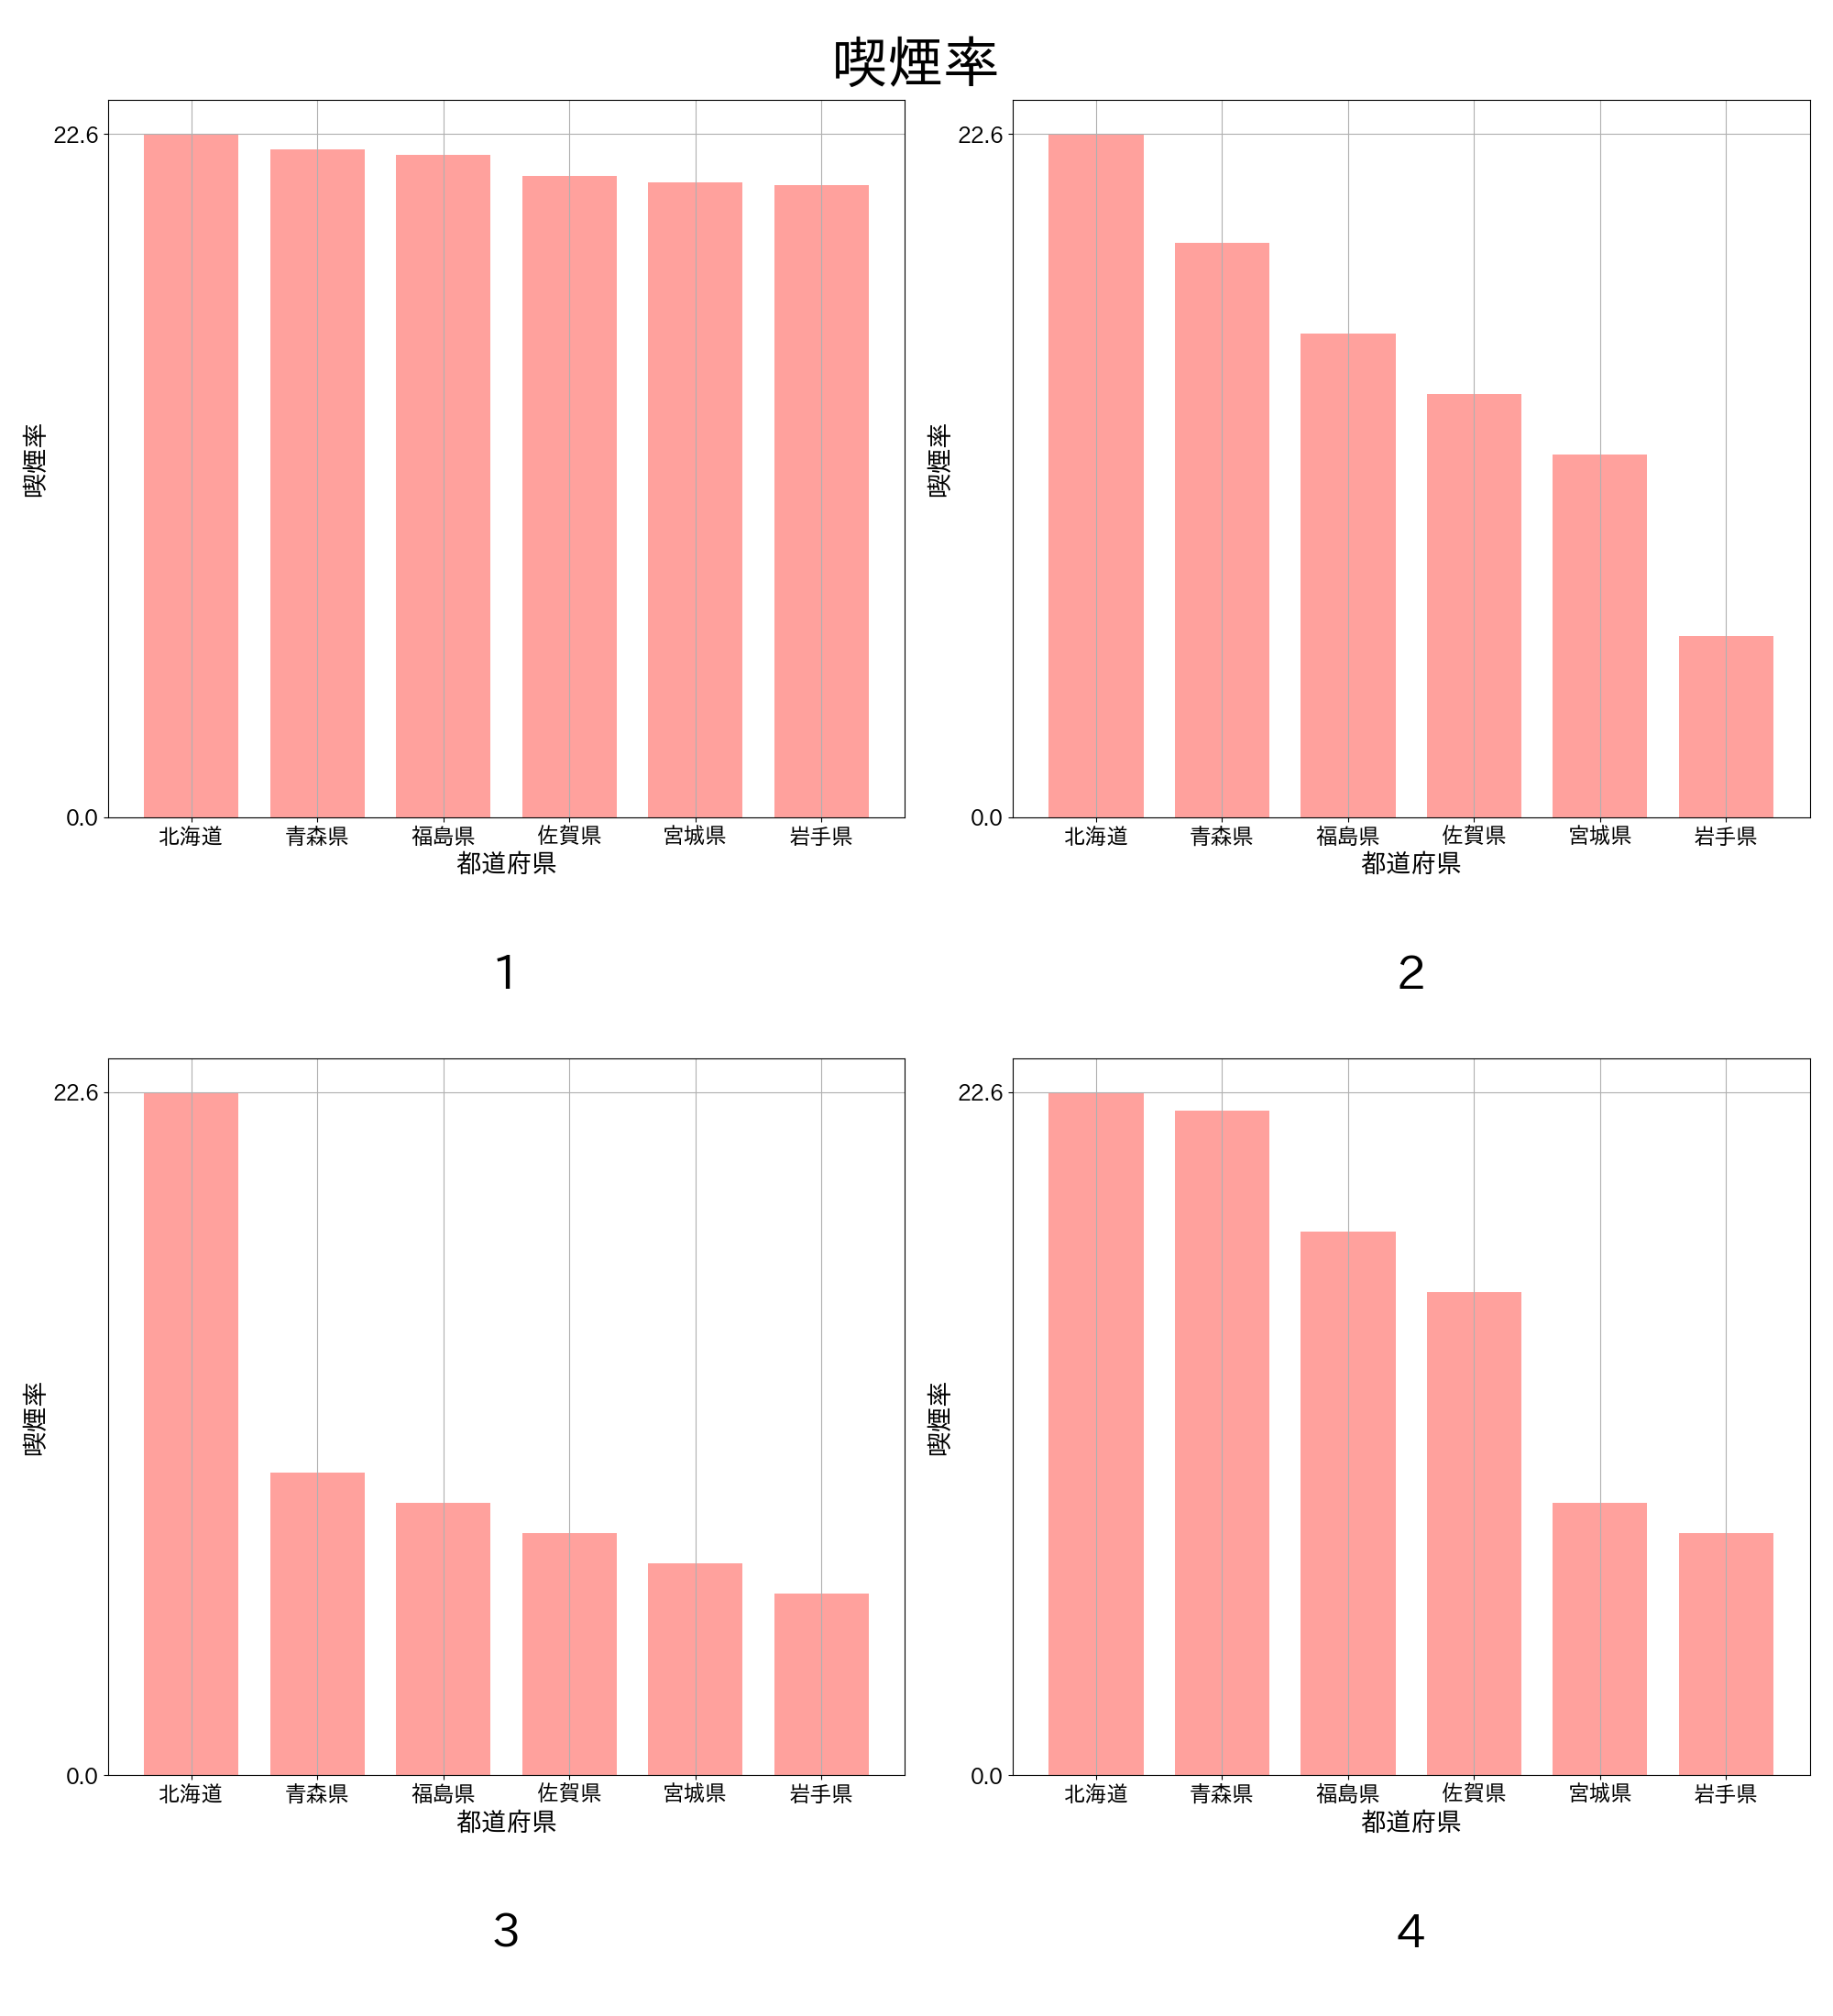 喫煙率
22.6
0.0
喫煙率
北海道 青森県 福島県 佐賀県 宮城県 岩手県
都道府県
1
22.6
0.0
喫煙率
北海道 青森県 福島県 佐賀県 宮城県 岩手県
都道府県
2
22.6
0.0
喫煙率
北海道 青森県 福島県 佐賀県 宮城県 岩手県
都道府県
3
22.6
0.0
喫煙率
北海道 青森県 福島県 佐賀県 宮城県 岩手県
都道府県
4